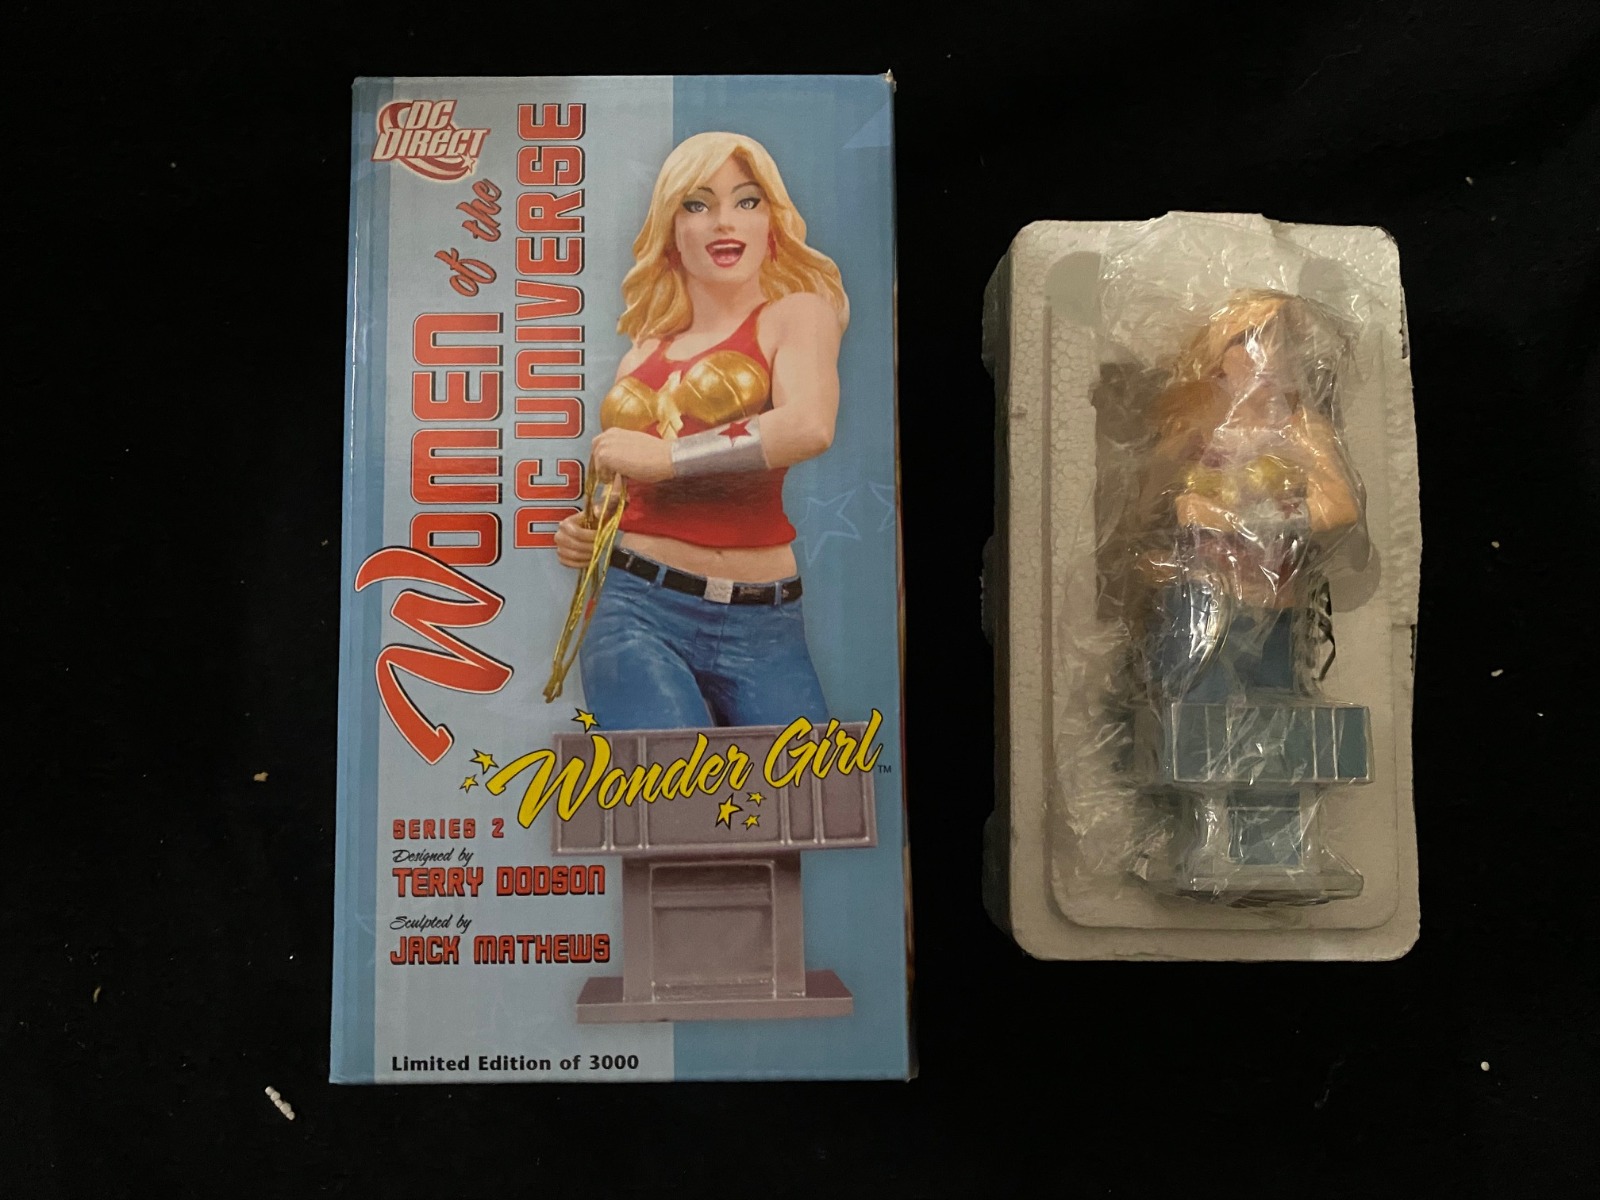 DC
DIRECT
WOMEN of the
DC UNIVERSE
Wonder Girl™
SERIES 2
Designed by
TERRY DODSON
Sculpted by
JACK MATHEWS
Limited Edition of 3000